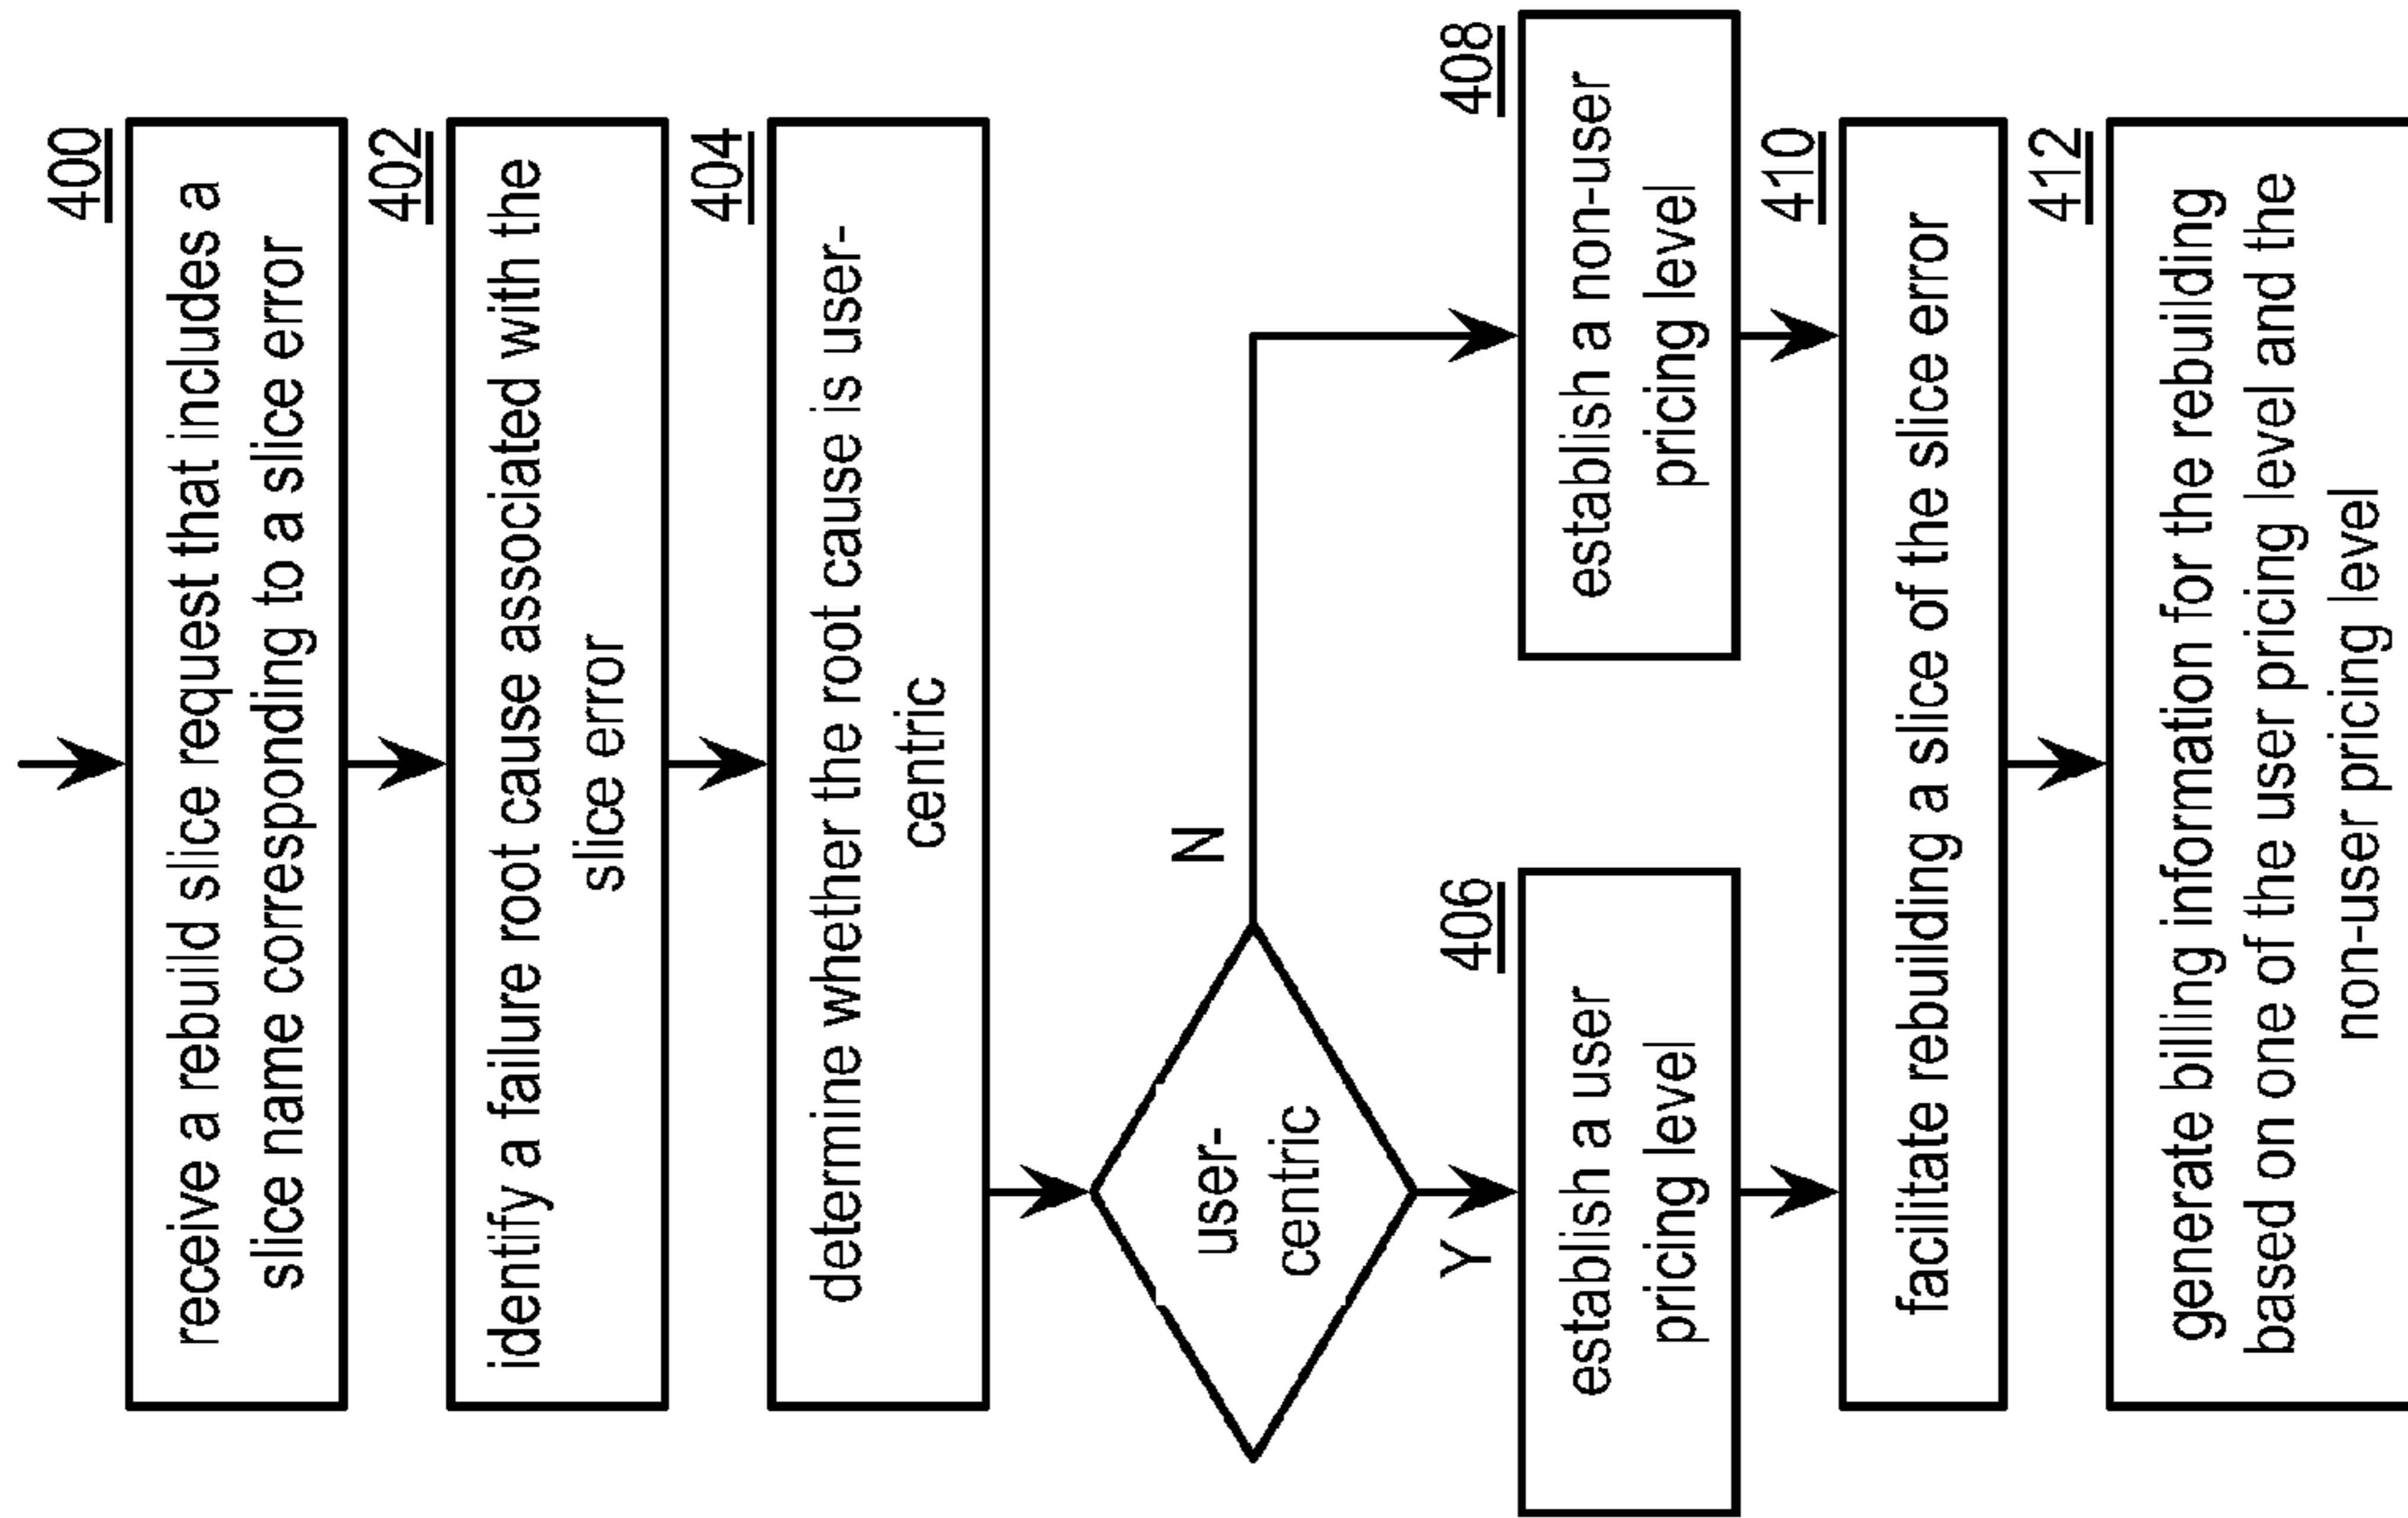 400
receive a rebuild slice request that includes a
slice name corresponding to a slice error
402
identify a failure root cause associated with the
slice error
404
determine whether the root cause is user-
centric
user-
centric
N
Y
406
establish a user
pricing level
408
establish a non-user
pricing level
410
facilitate rebuilding a slice of the slice error
412
generate billing information for the rebuilding
based on one of the user pricing level and the
non-user pricing level